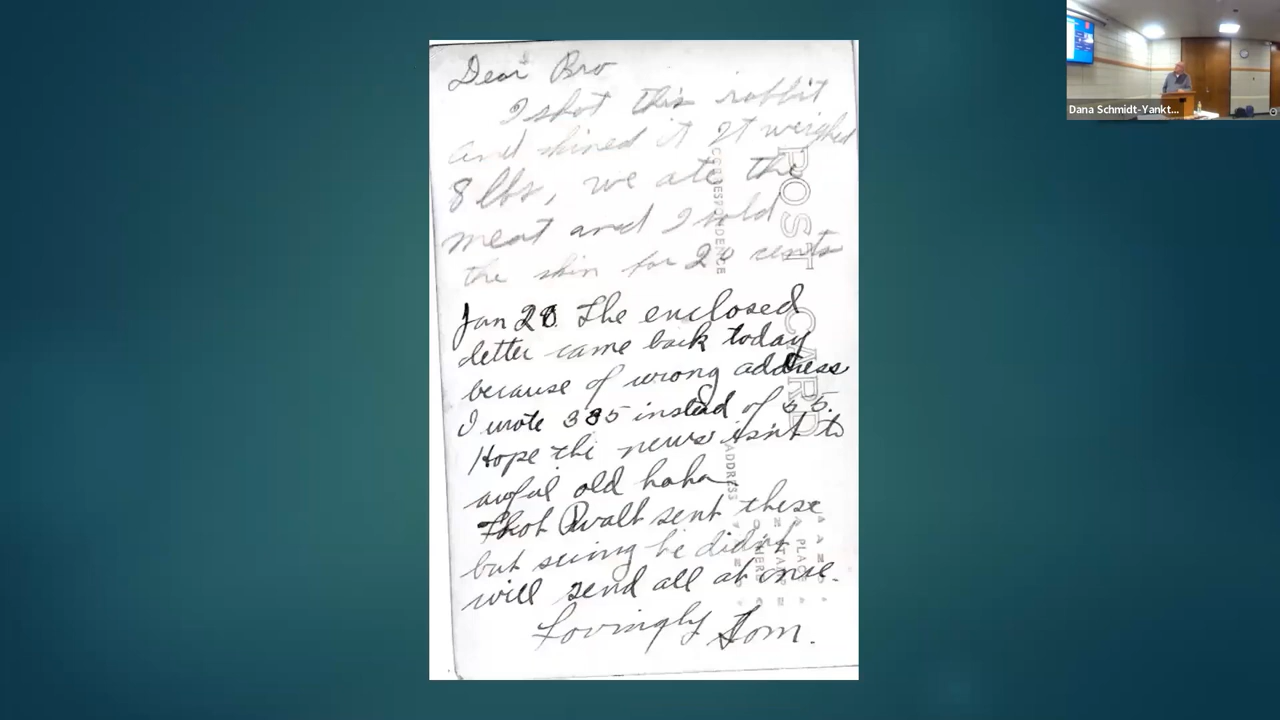 Dear Bro
I shot this rabbit
and skined it It weighed
8 lbs, we ate the
meat and I sold
the skin for 20 cents
Jan 28. The enclosed
letter came back today
because of wrong address
I wrote 385 instead of
Hope the news isn't to
awful old haha
Thot Walt sent these
but seeing he didn't
will send all at once.
Lovingly Tom.
POST CARD
CORRESPONDENCE
ADDRESS
PLACE
Dana Schmidt-Yankt...